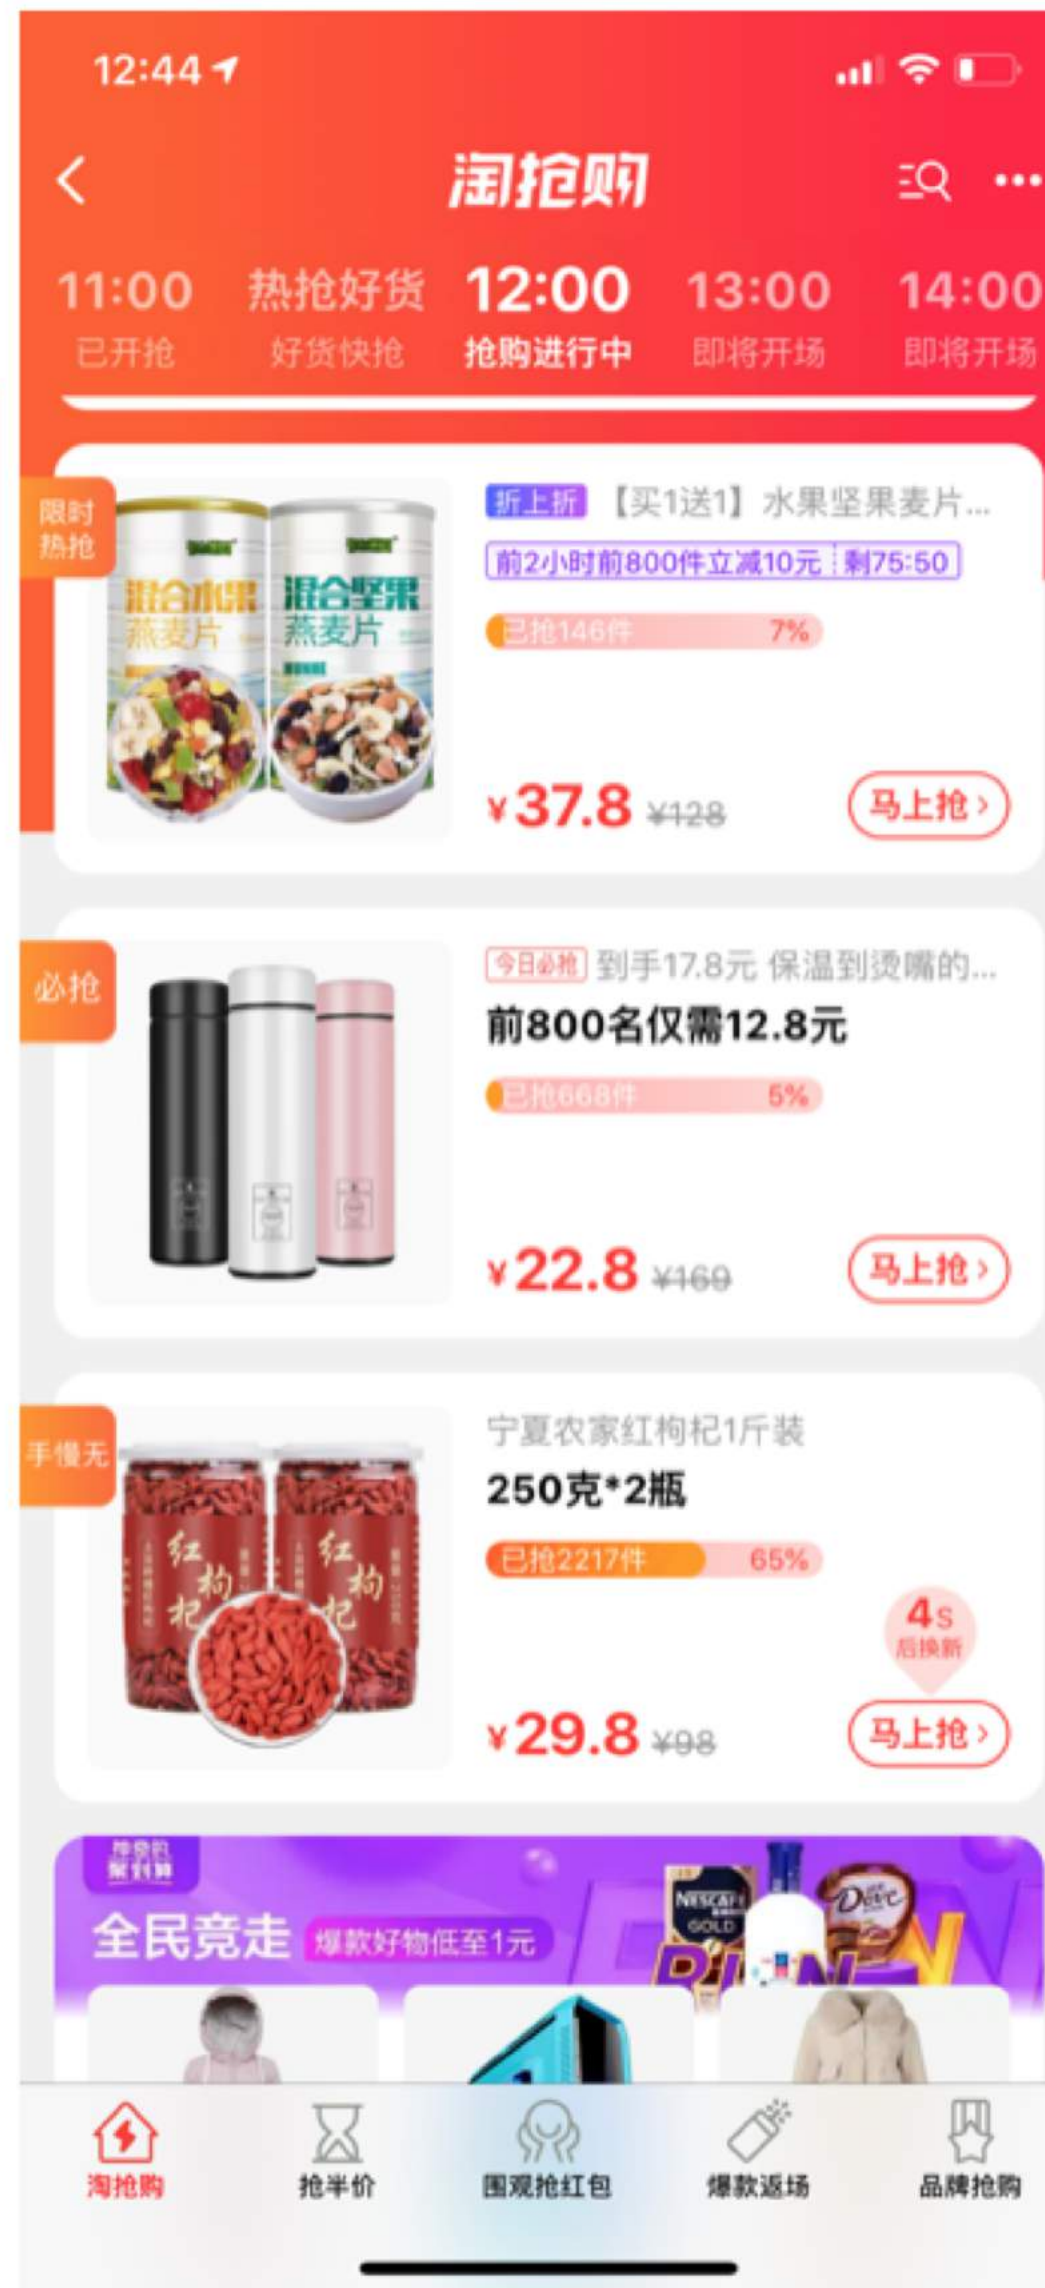 12:44
淘抢购
11:00 热抢好货 12:00 13:00 14:00
已开抢 好货快抢 抢购进行中 即将开场 即将开场
限时
热抢
混合水果
燕麦片
混合坚果
燕麦片
折上折 【买1送1】水果坚果麦片...
前2小时前800件立减10元 剩75:50
已抢146件 7%
¥37.8 ¥128 马上抢 >
必抢
今日必抢 到手17.8元 保温到烫嘴的...
前800名仅需12.8元
已抢668件 5%
¥22.8 ¥169 马上抢 >
手慢无
红枸杞
红枸杞
宁夏农家红枸杞1斤装
250克*2瓶
已抢2217件 65%
4s
后换新
¥29.8 ¥98 马上抢 >
聚划算
全民竞走 爆款好物低至1元
NESCAFÉ
GOLD
Dove
RUN
淘抢购 抢半价 围观抢红包 爆款返场 品牌抢购